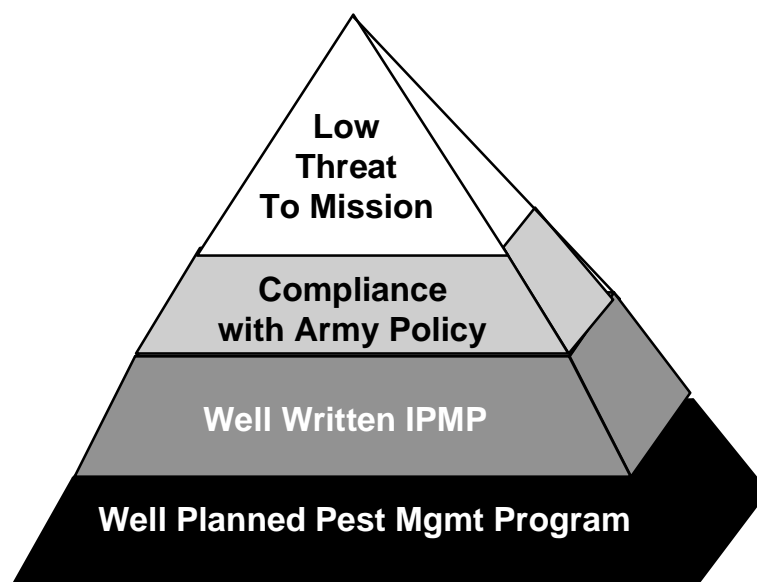 Low
Threat
To Mission
Compliance
with Army Policy
Well Written IPMP
Well Planned Pest Mgmt Program